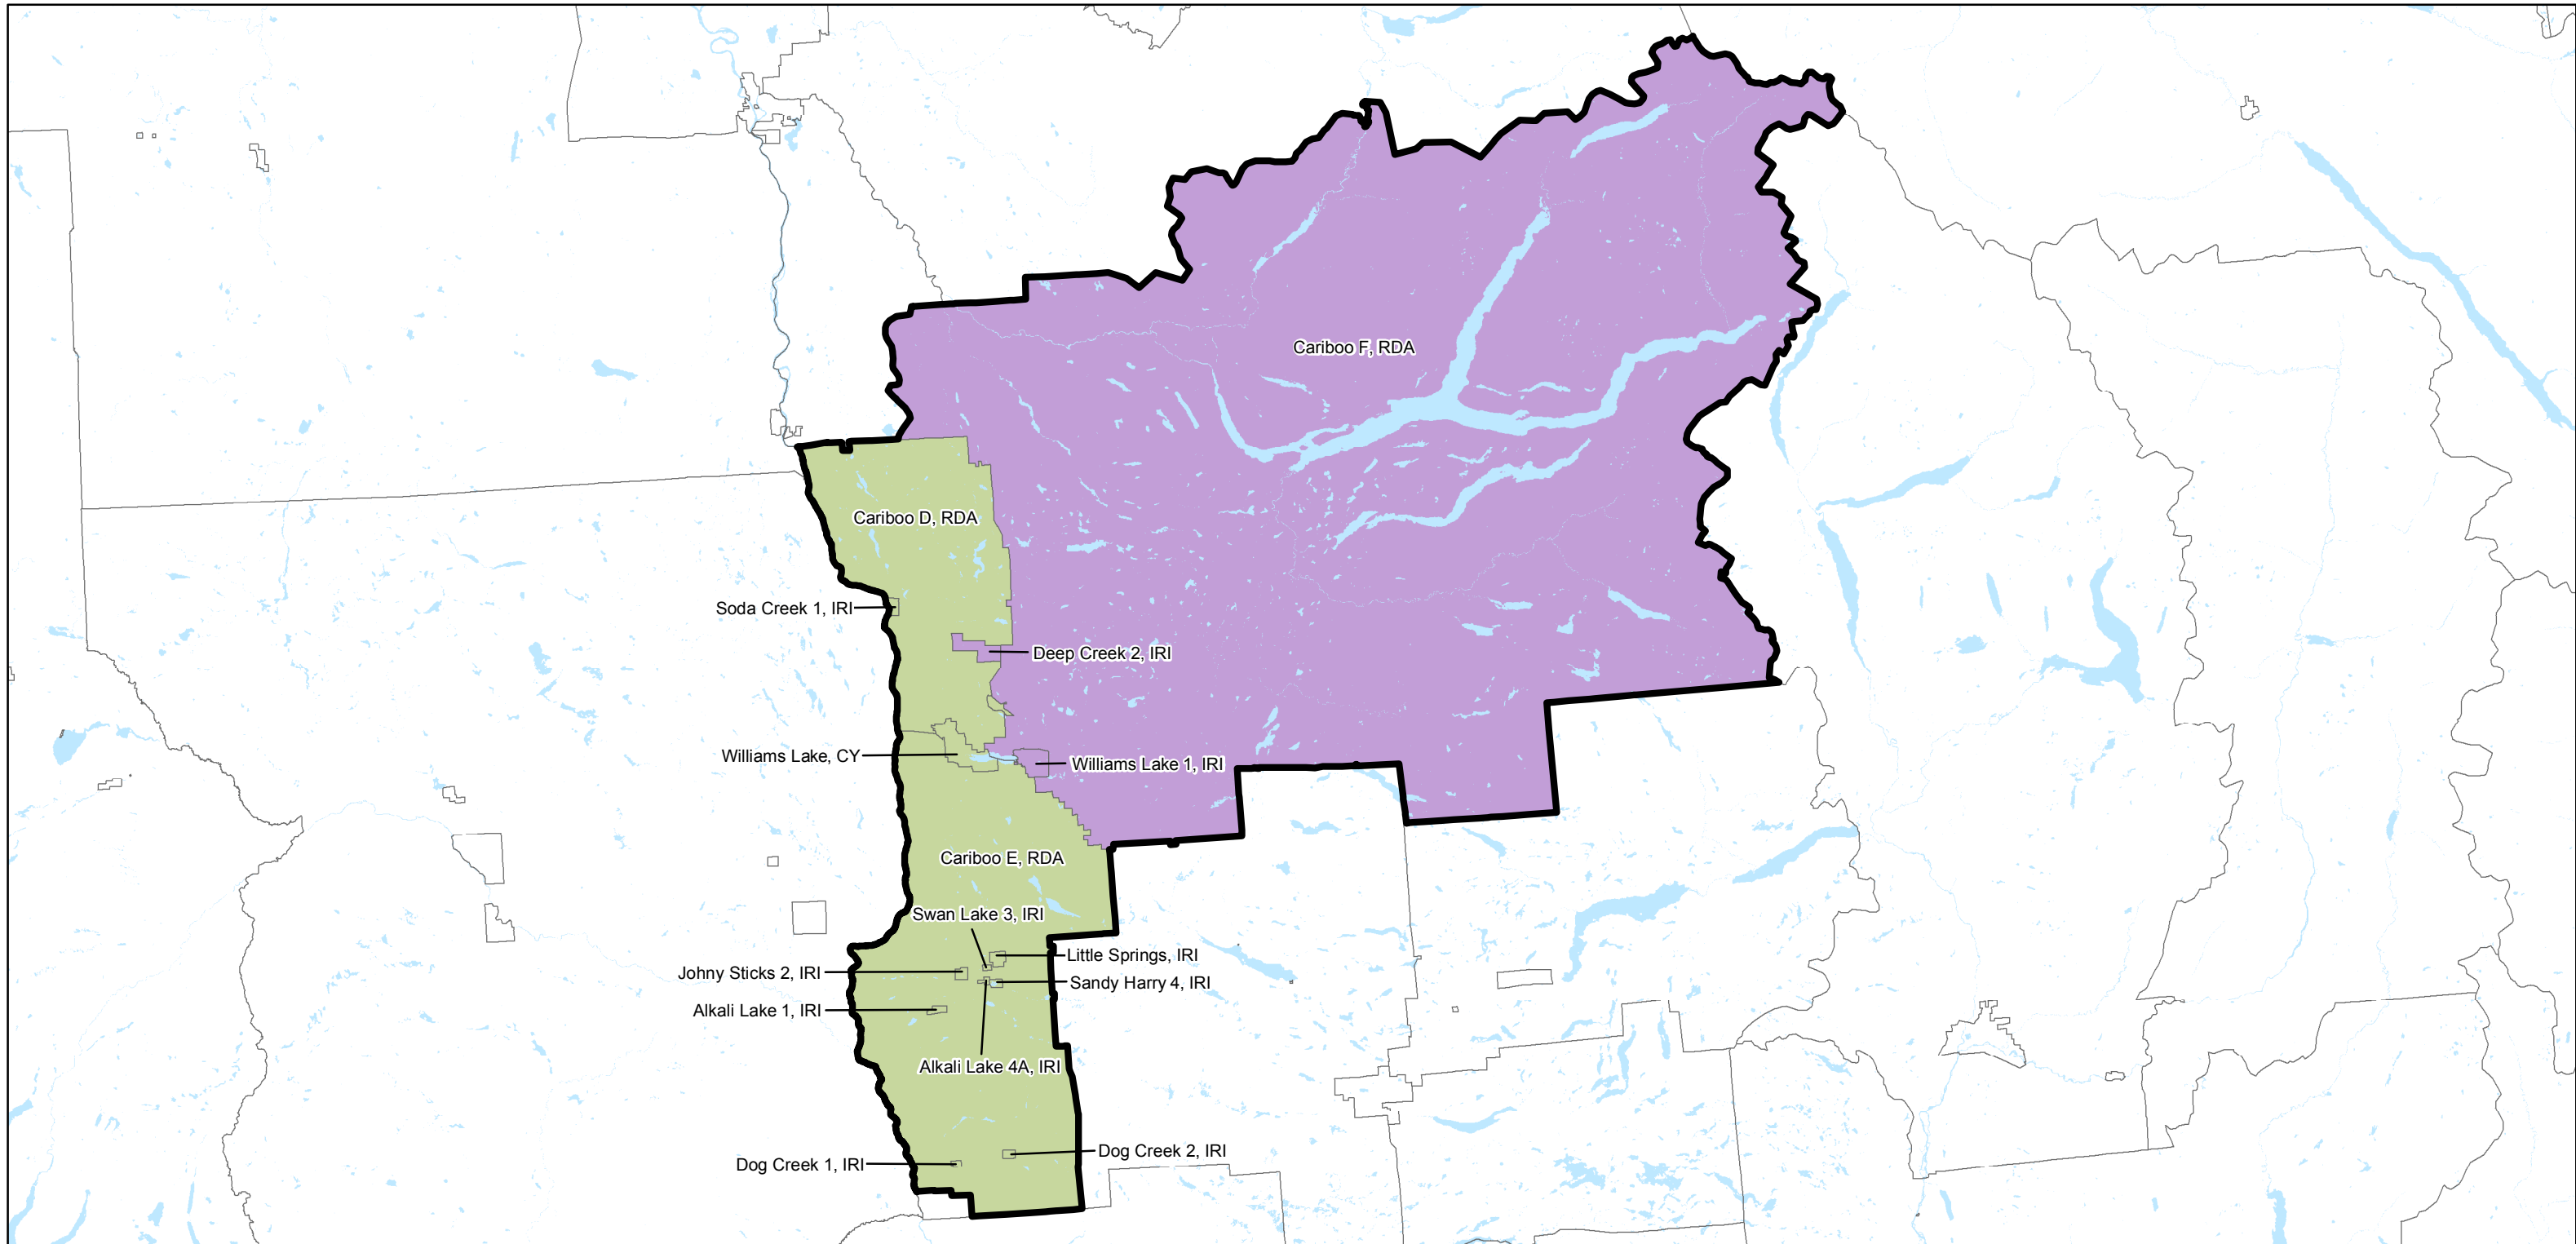 Cariboo F, RDA
Cariboo D, RDA
Soda Creek 1, IRI
Deep Creek 2, IRI
Williams Lake, CY
Williams Lake 1, IRI
Cariboo E, RDA
Swan Lake 3, IRI
Little Springs, IRI
Johny Sticks 2, IRI
Sandy Harry 4, IRI
Alkali Lake 1, IRI
Alkali Lake 4A, IRI
Dog Creek 2, IRI
Dog Creek 1, IRI